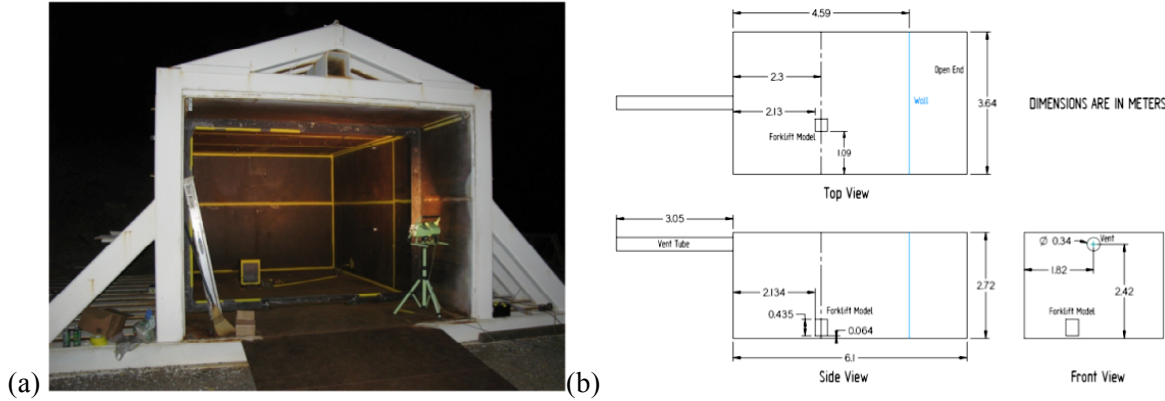 4.59
2.3
Open End
Wall
3.64
DIMENSIONS ARE IN METERS
2.13
Forklift Model
1.09
Top View
3.05
Vent Tube
Ø 0.34
Vent
1.82
2.72
2.134
Forklift Model
0.435
0.064
2.42
Forklift Model
6.1
Side View
Front View
(a)
(b)